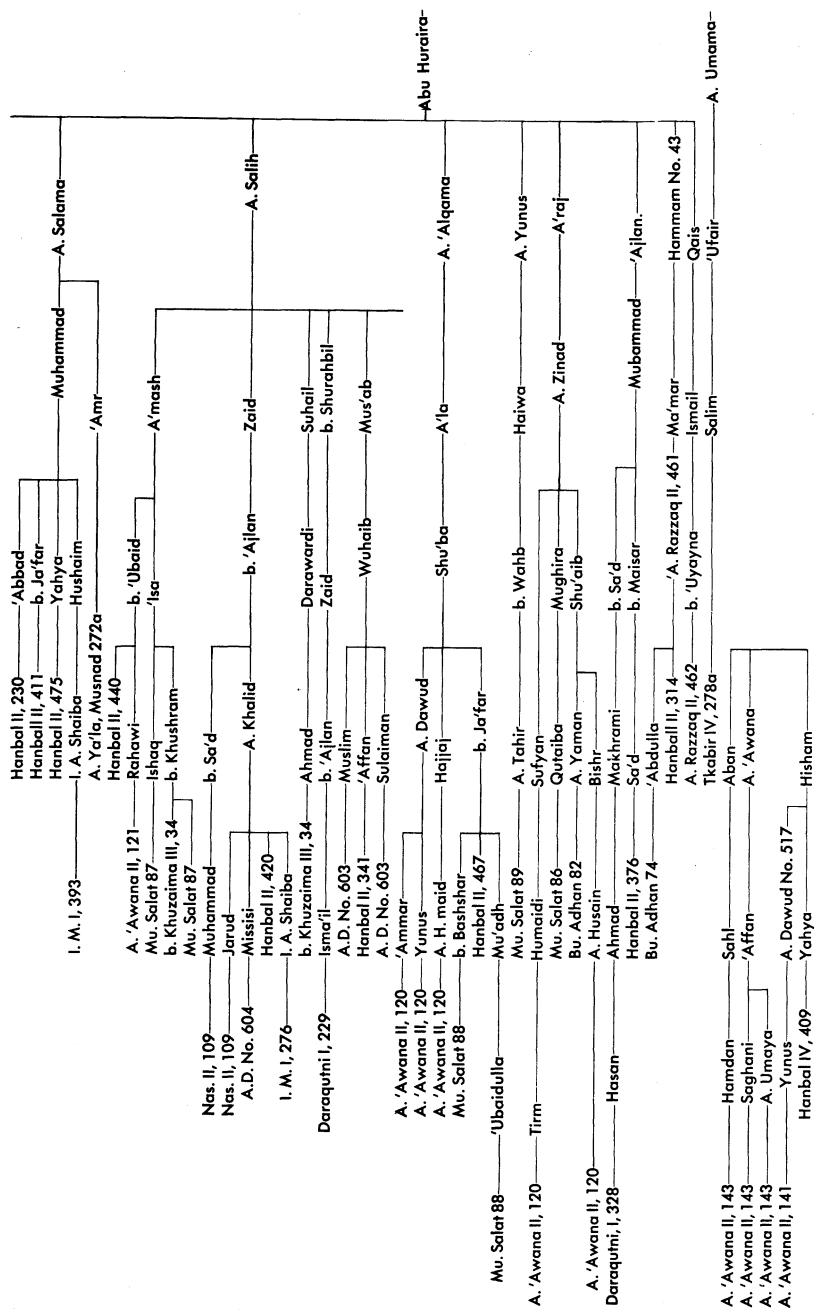 Hanbal II, 230 'Abbad
Hanball II, 411 b. Ja'far
Hanbal II, 475 Yahya Muhammad A. Salama
I. M. I, 393 I. A. Shaiba Hushaim
A. Ya'la, Musnad 272a 'Amr
Hanbal II, 440
A. 'Awana II, 121 Rahawi b. 'Ubaid
Mu. Salat 87 Ishaq 'Isa A'mash
b. Khuzaima III, 34 b. Khushram
Mu. Salat 87
Nas. II, 109 Muhammad b. Sa'd
Nas. II, 109 Jarud
A.D. No. 604 Missisi A. Khalid b. 'Ajlan Zaid A. Salih
Hanbal II, 420
I. M. I, 276 I. A. Shaiba
b. Khuzaima III, 34 Ahmad Darawardi Suhail
Daraqutni I, 229 Isma'il b. 'Ajlan Zaid b. Shurahbil
A.D. No. 603 Muslim
Hanbal II, 341 'Affan Wuhaib Mus'ab
A. D. No. 603 Sulaiman
A. 'Awana II, 120 'Ammar
A. 'Awana II, 120 Yunus A. Dawud
Abu Huraira
A. 'Awana II, 120 A. H. maid Hajjaj Shu'ba A'la A. 'Alqama
Mu. Salat 88 b. Bashshar
Hanbal II, 467 b. Ja'far
Mu. Salat 88 'Ubaidulla Mu'adh
Mu. Salat 89 A. Tahir b. Wahb Haiwa A. Yunus
A. 'Awana II, 120 Tirm Humaidi Sufyan
Mu. Salat 86 Qutaiba Mughira A. Zinad A'raj
Bu. Adhan 82 A. Yaman Shu'aib
A. 'Awana II, 120 A. Husain Bishr
Daraqutni, I, 328 Hasan Ahmad Makhrami b. Sa'd
Hanbal II, 376 Sa'd b. Maisar Mubammad 'Ajlan.
Bu. Adhan 74 'Abdulla
Hanball II, 314 'A. Razzaq II, 461 Ma'mar Hammam No. 43
A. Razzaq II, 462 b. 'Uyayna Ismail Qais
Tkabir IV, 278a Salim 'Ufair A. Umama
A. 'Awana II, 143 Hamdan Sahl Aban
A. 'Awana II, 143 Saghani 'Affan A. 'Awana
A. 'Awana II, 143 A. Umaya
A. 'Awana II, 141 Yunus A. Dawud No. 517
Hanbal IV, 409 Yahya Hisham